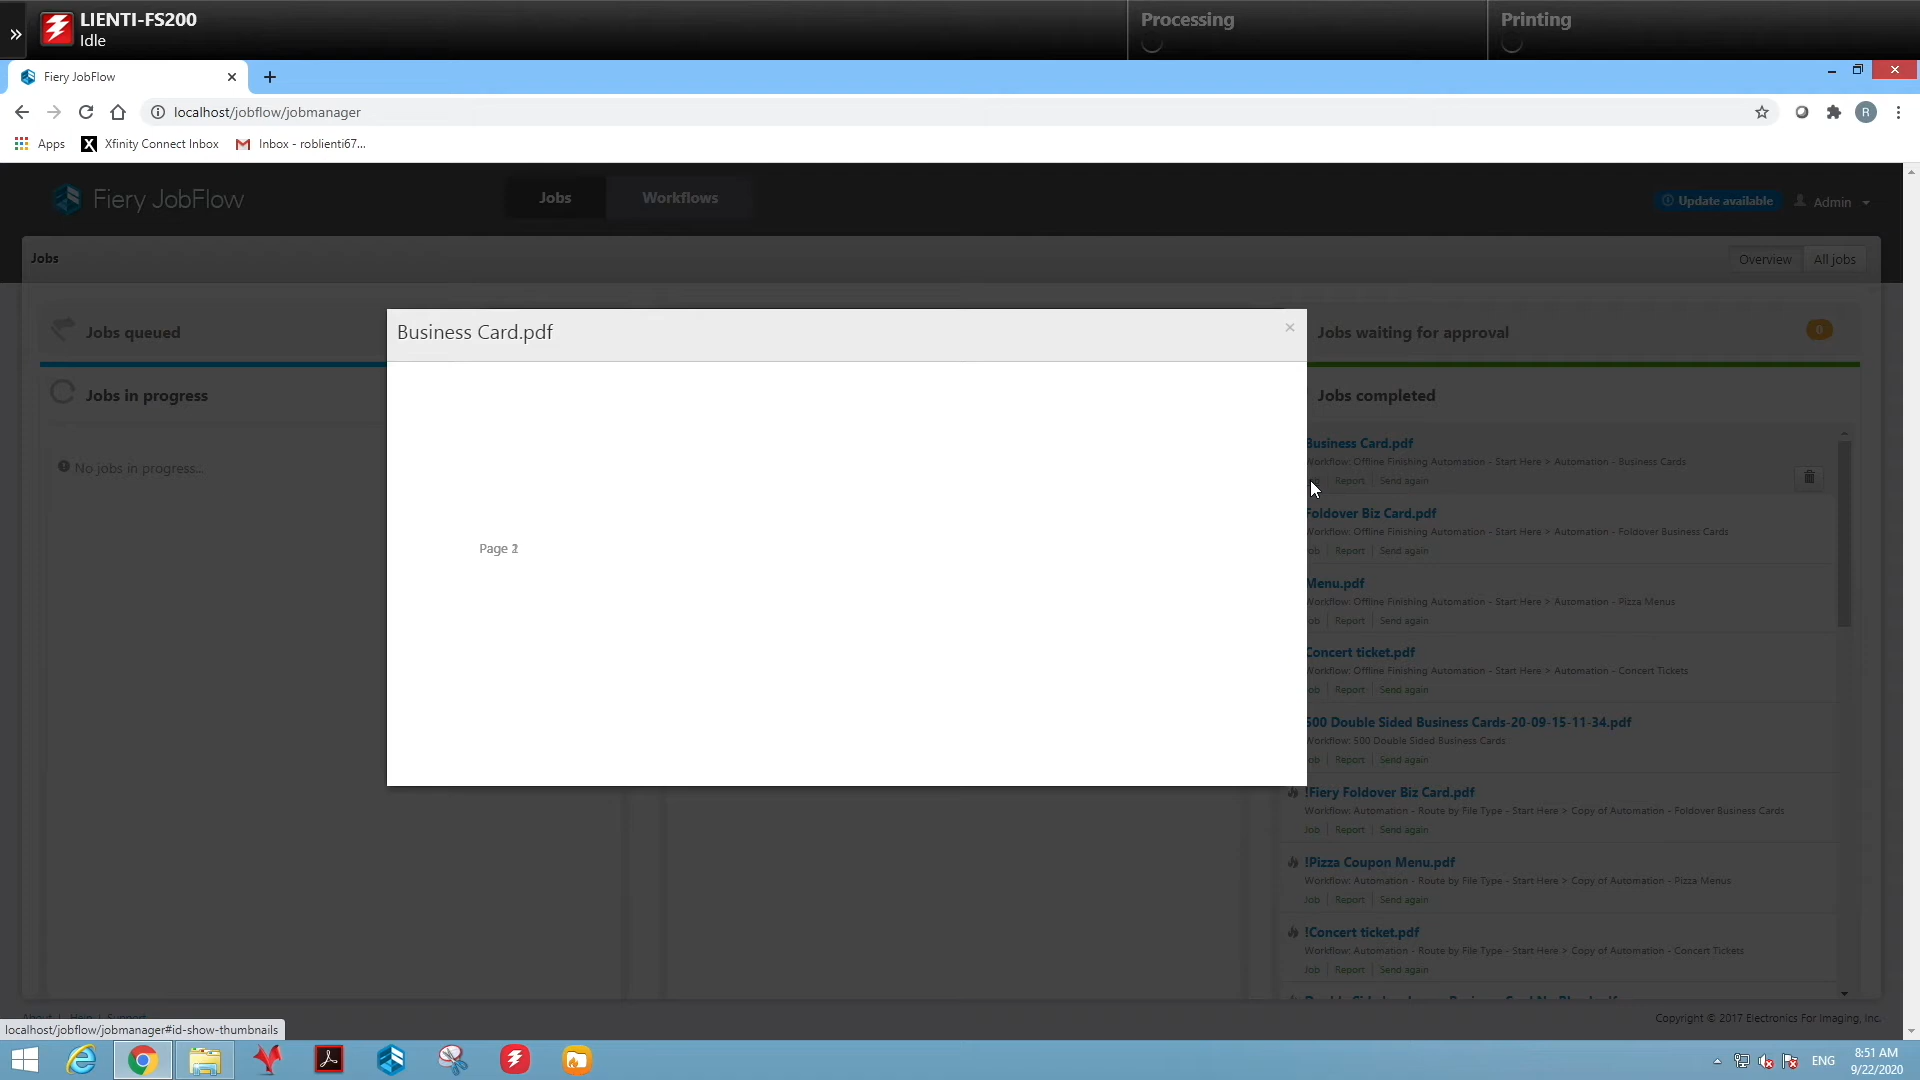 LIENTI-FS200
Idle
Processing
Printing
Fiery JobFlow
localhost/jobflow/jobmanager
R
Apps
Xfinity Connect Inbox
Inbox - roblienti67...
Fiery JobFlow
Jobs
Workflows
Update available
Admin
Jobs
Overview
All jobs
Jobs queued
Jobs in progress
No jobs in progress...
Business Card.pdf
×
Page
Jobs waiting for approval
0
Jobs completed
Business Card.pdf
Workflow: Offline Finishing Automation - Start Here > Automation - Business Cards
Report | Send again
Foldover Biz Card.pdf
Workflow: Offline Finishing Automation - Start Here > Automation - Foldover Business Cards
Job | Report | Send again
Menu.pdf
Workflow: Offline Finishing Automation - Start Here > Automation - Pizza Menus
Job | Report | Send again
Concert ticket.pdf
Workflow: Offline Finishing Automation - Start Here > Automation - Concert Tickets
Job | Report | Send again
500 Double Sided Business Cards-20-09-15-11-34.pdf
Workflow: 500 Double Sided Business Cards
Job | Report | Send again
!Fiery Foldover Biz Card.pdf
Workflow: Automation - Route by File Type - Start Here > Copy of Automation - Foldover Business Cards
Job | Report | Send again
!Pizza Coupon Menu.pdf
Workflow: Automation - Route by File Type - Start Here > Copy of Automation - Pizza Menus
Job | Report | Send again
!Concert ticket.pdf
Workflow: Automation - Route by File Type - Start Here > Copy of Automation - Concert Tickets
Job | Report | Send again
About | Help | Support
Copyright © 2017 Electronics For Imaging, Inc.
localhost/jobflow/jobmanager#id-show-thumbnails
ENG
8:51 AM
9/22/2020